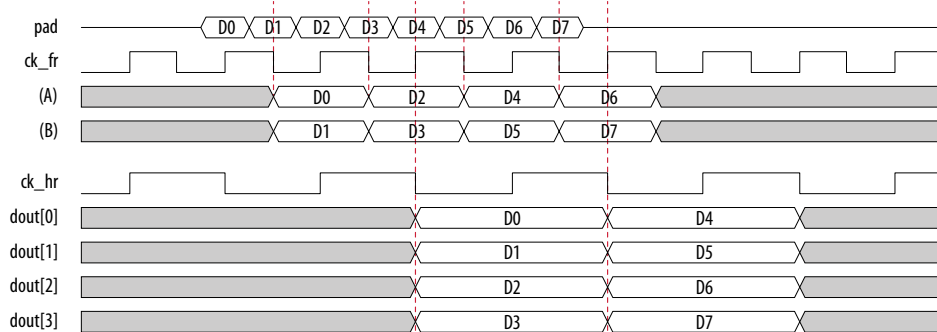 pad D0 D1 D2 D3 D4 D5 D6 D7
ck_fr
(A) D0 D2 D4 D6
(B) D1 D3 D5 D7
ck_hr
dout[0] D0 D4
dout[1] D1 D5
dout[2] D2 D6
dout[3] D3 D7